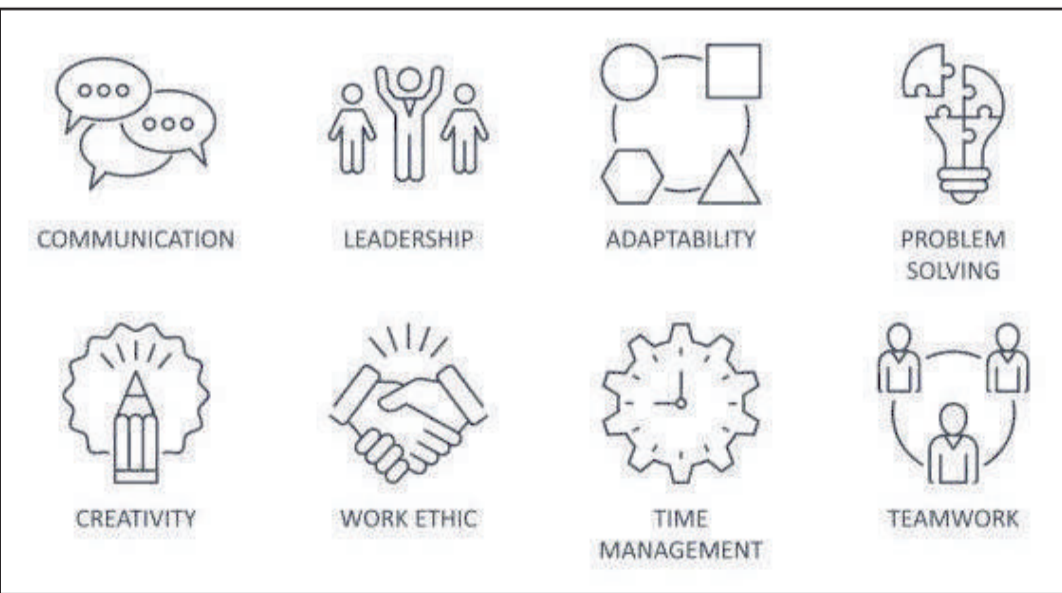 COMMUNICATION
LEADERSHIP
ADAPTABILITY
PROBLEM
SOLVING
CREATIVITY
WORK ETHIC
TIME
MANAGEMENT
TEAMWORK